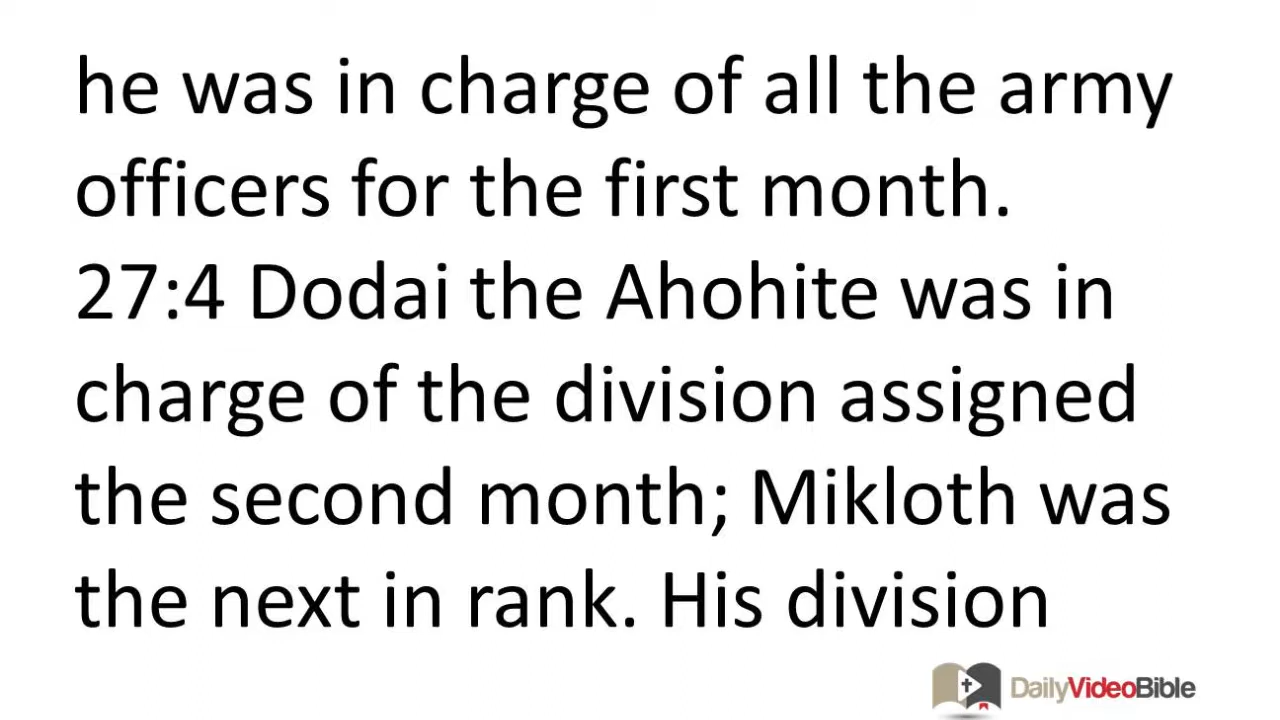 he was in charge of all the army
officers for the first month.
27:4 Dodai the Ahohite was in
charge of the division assigned
the second month; Mikloth was
the next in rank. His division
DailyVideoBible